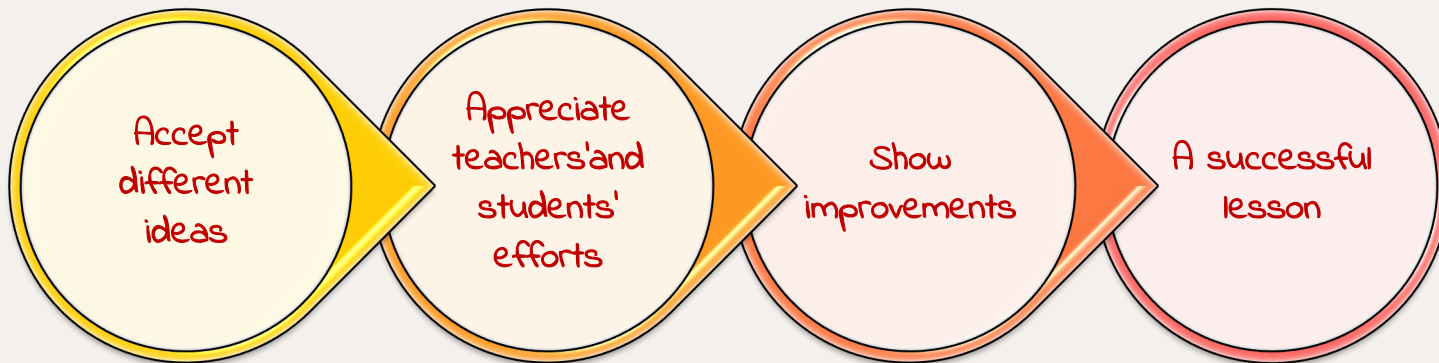 Accept
different
ideas
Appreciate
teachers'and
students'
efforts
Show
improvements
A successful
lesson